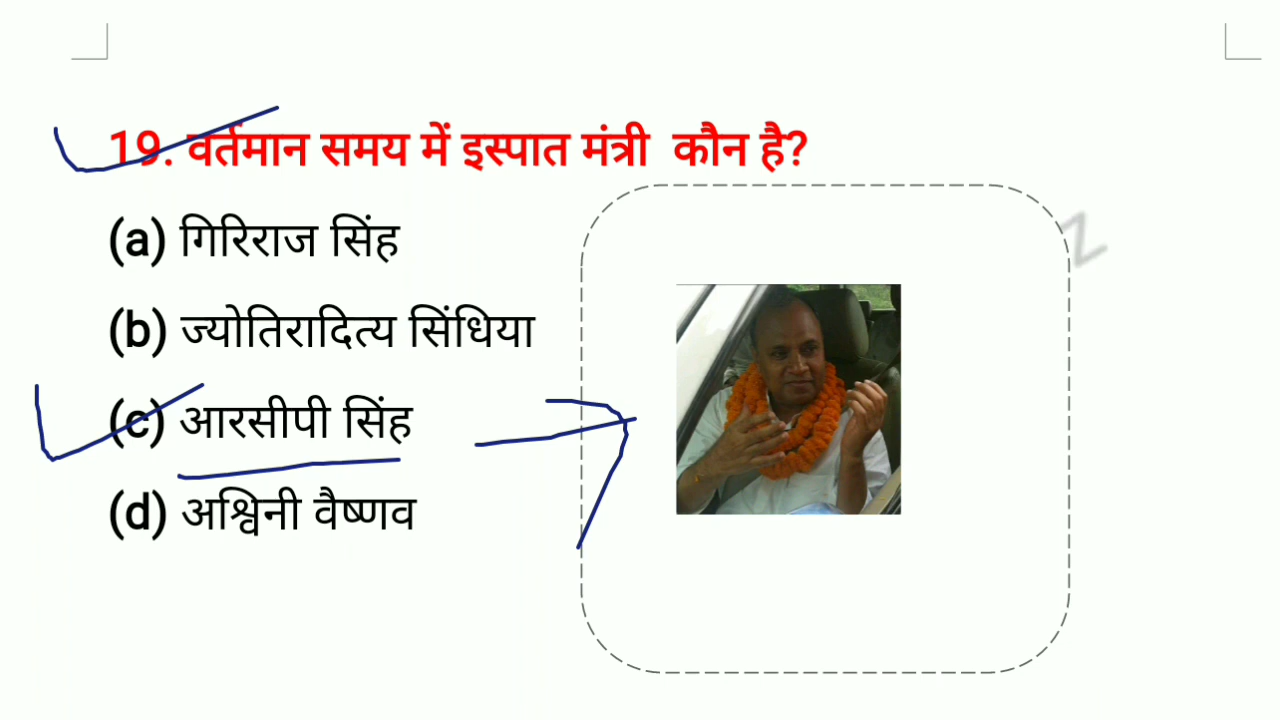 19. वर्तमान समय में इस्पात मंत्री कौन है?
(a) गिरिराज सिंह
(b) ज्योतिरादित्य सिंधिया
(c) आरसीपी सिंह
(d) अश्विनी वैष्णव